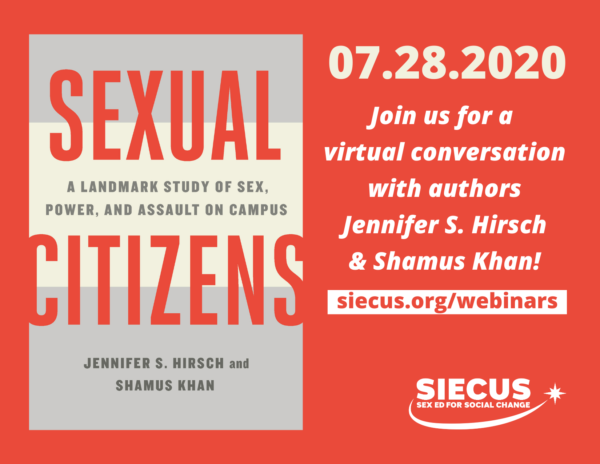 SEXUAL
A LANDMARK STUDY OF SEX,
POWER, AND ASSAULT ON CAMPUS
CITIZENS
JENNIFER S. HIRSCH and
SHAMUS KHAN
07.28.2020
Join us for a
virtual conversation
with authors
Jennifer S. Hirsch
& Shamus Khan!
siecus.org/webinars
SIECUS
SEX ED FOR SOCIAL CHANGE